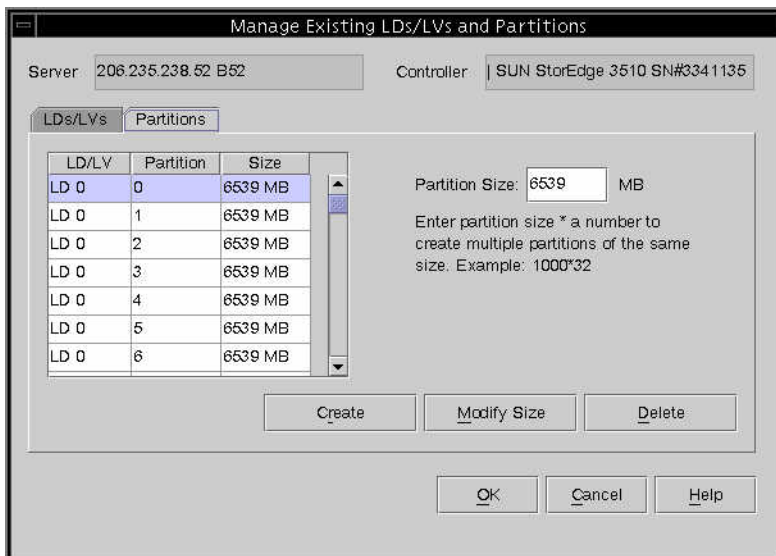 Manage Existing LDs/LVs and Partitions
Server 206.235.238.52 B52 Controller | SUN StorEdge 3510 SN#3341135
LDs/LVs Partitions
LD/LV Partition Size
LD 0 0 6539 MB
LD 0 1 6539 MB
LD 0 2 6539 MB
LD 0 3 6539 MB
LD 0 4 6539 MB
LD 0 5 6539 MB
LD 0 6 6539 MB
Partition Size: 6539 MB
Enter partition size * a number to
create multiple partitions of the same
size. Example: 1000*32
Create Modify Size Delete
OK Cancel Help